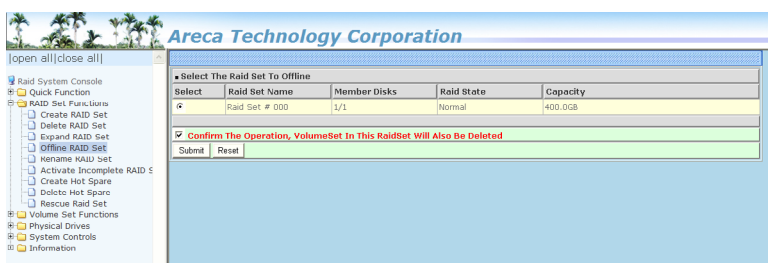 Areca Technology Corporation
|open all|close all|
Raid System Console
Quick Function
RAID Set Functions
Create RAID Set
Delete RAID Set
Expand RAID Set
Offline RAID Set
Rename RAID Set
Activate Incomplete RAID S
Create Hot Spare
Delete Hot Spare
Rescue Raid Set
Volume Set Functions
Physical Drives
System Controls
Information
Select The Raid Set To Offline
Select Raid Set Name Member Disks Raid State Capacity
Raid Set # 000 1/1 Normal 400.0GB
Confirm The Operation, VolumeSet In This RaidSet Will Also Be Deleted
Submit Reset